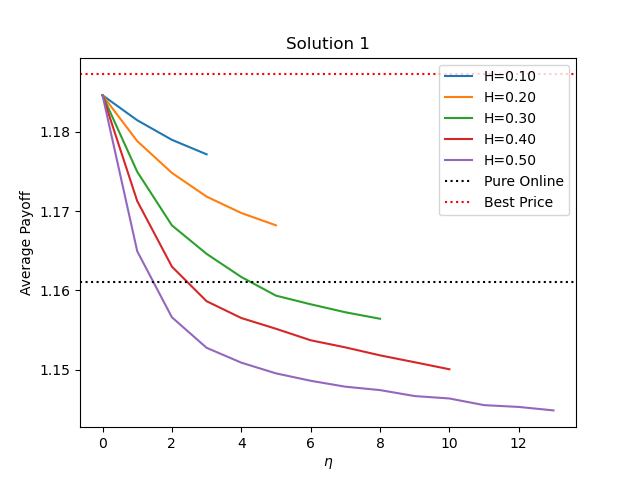 Solution 1
Average Payoff
1.18
1.17
1.16
1.15
0
2
4
6
8
10
12
η
H=0.10
H=0.20
H=0.30
H=0.40
H=0.50
Pure Online
Best Price